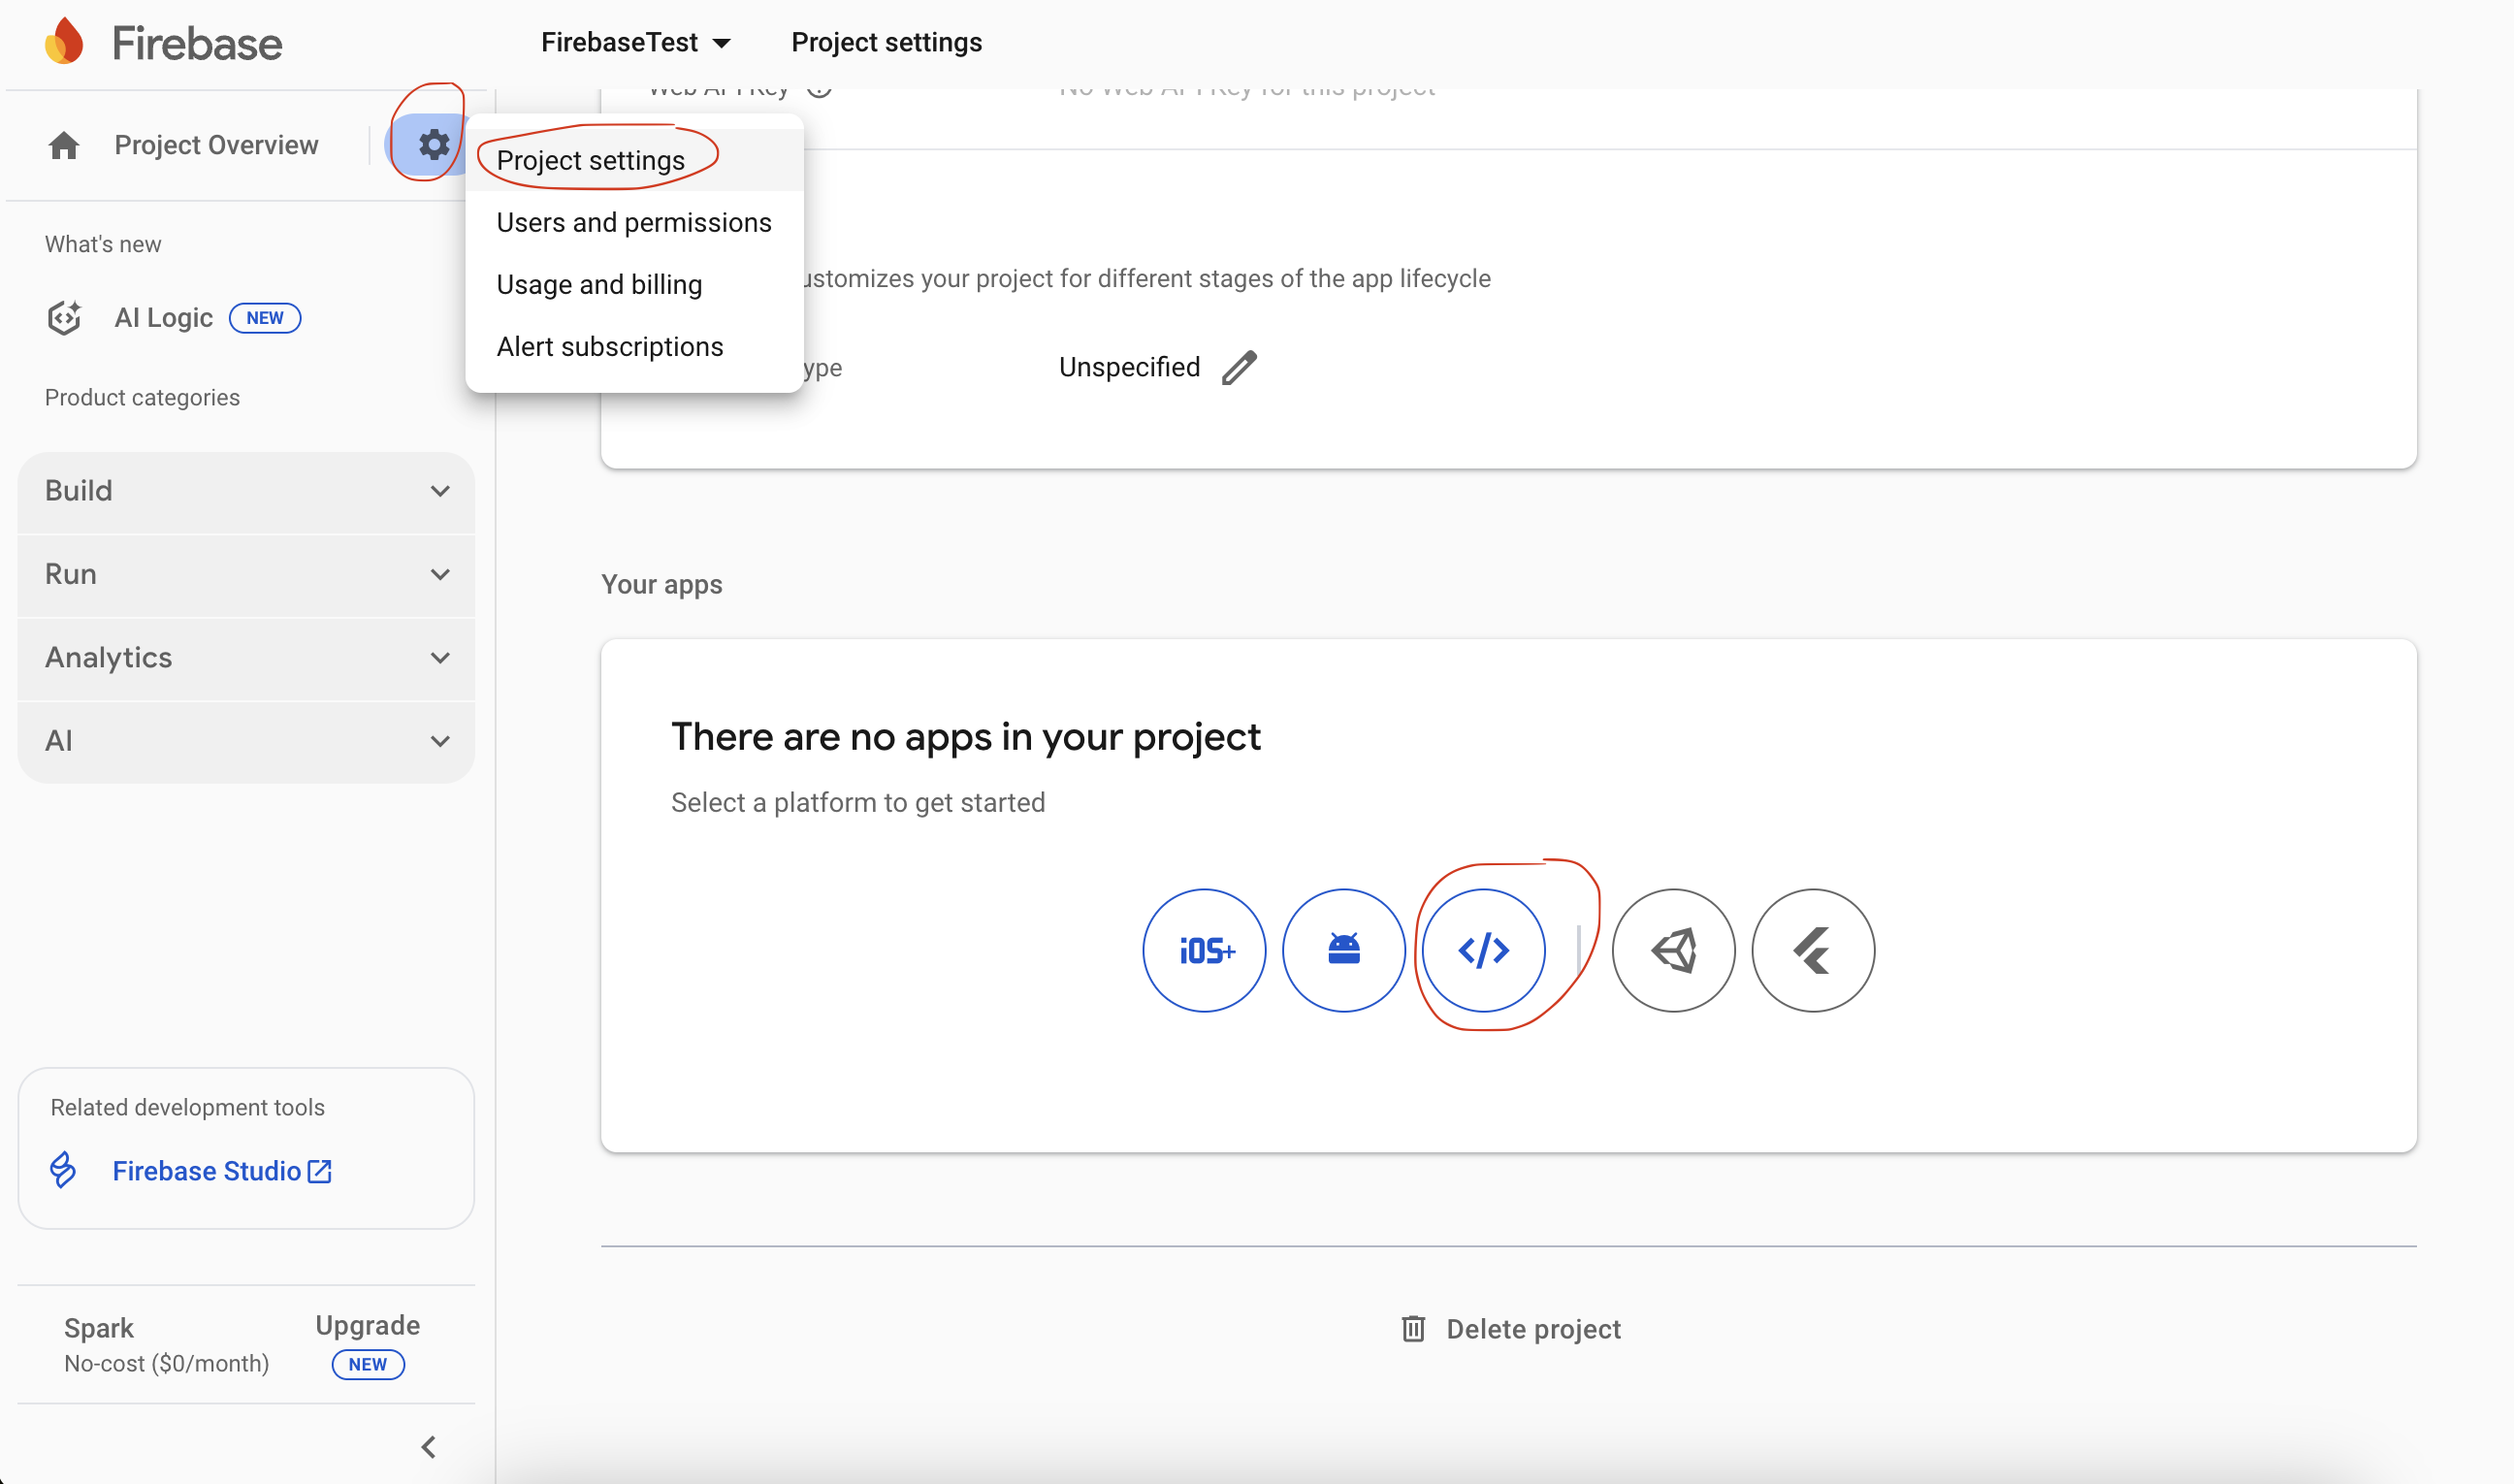 Firebase
FirebaseTest
Project settings
Web API Key
No Web API Key for this project
Project Overview
Project settings
Users and permissions
Usage and billing
Alert subscriptions
What's new
AI Logic NEW
Product categories
Build
Run
Analytics
AI
ustomizes your project for different stages of the app lifecycle
ype
Unspecified
Your apps
There are no apps in your project
Select a platform to get started
iOS+
</>
Related development tools
Firebase Studio
Spark
No-cost ($0/month)
Upgrade
NEW
Delete project